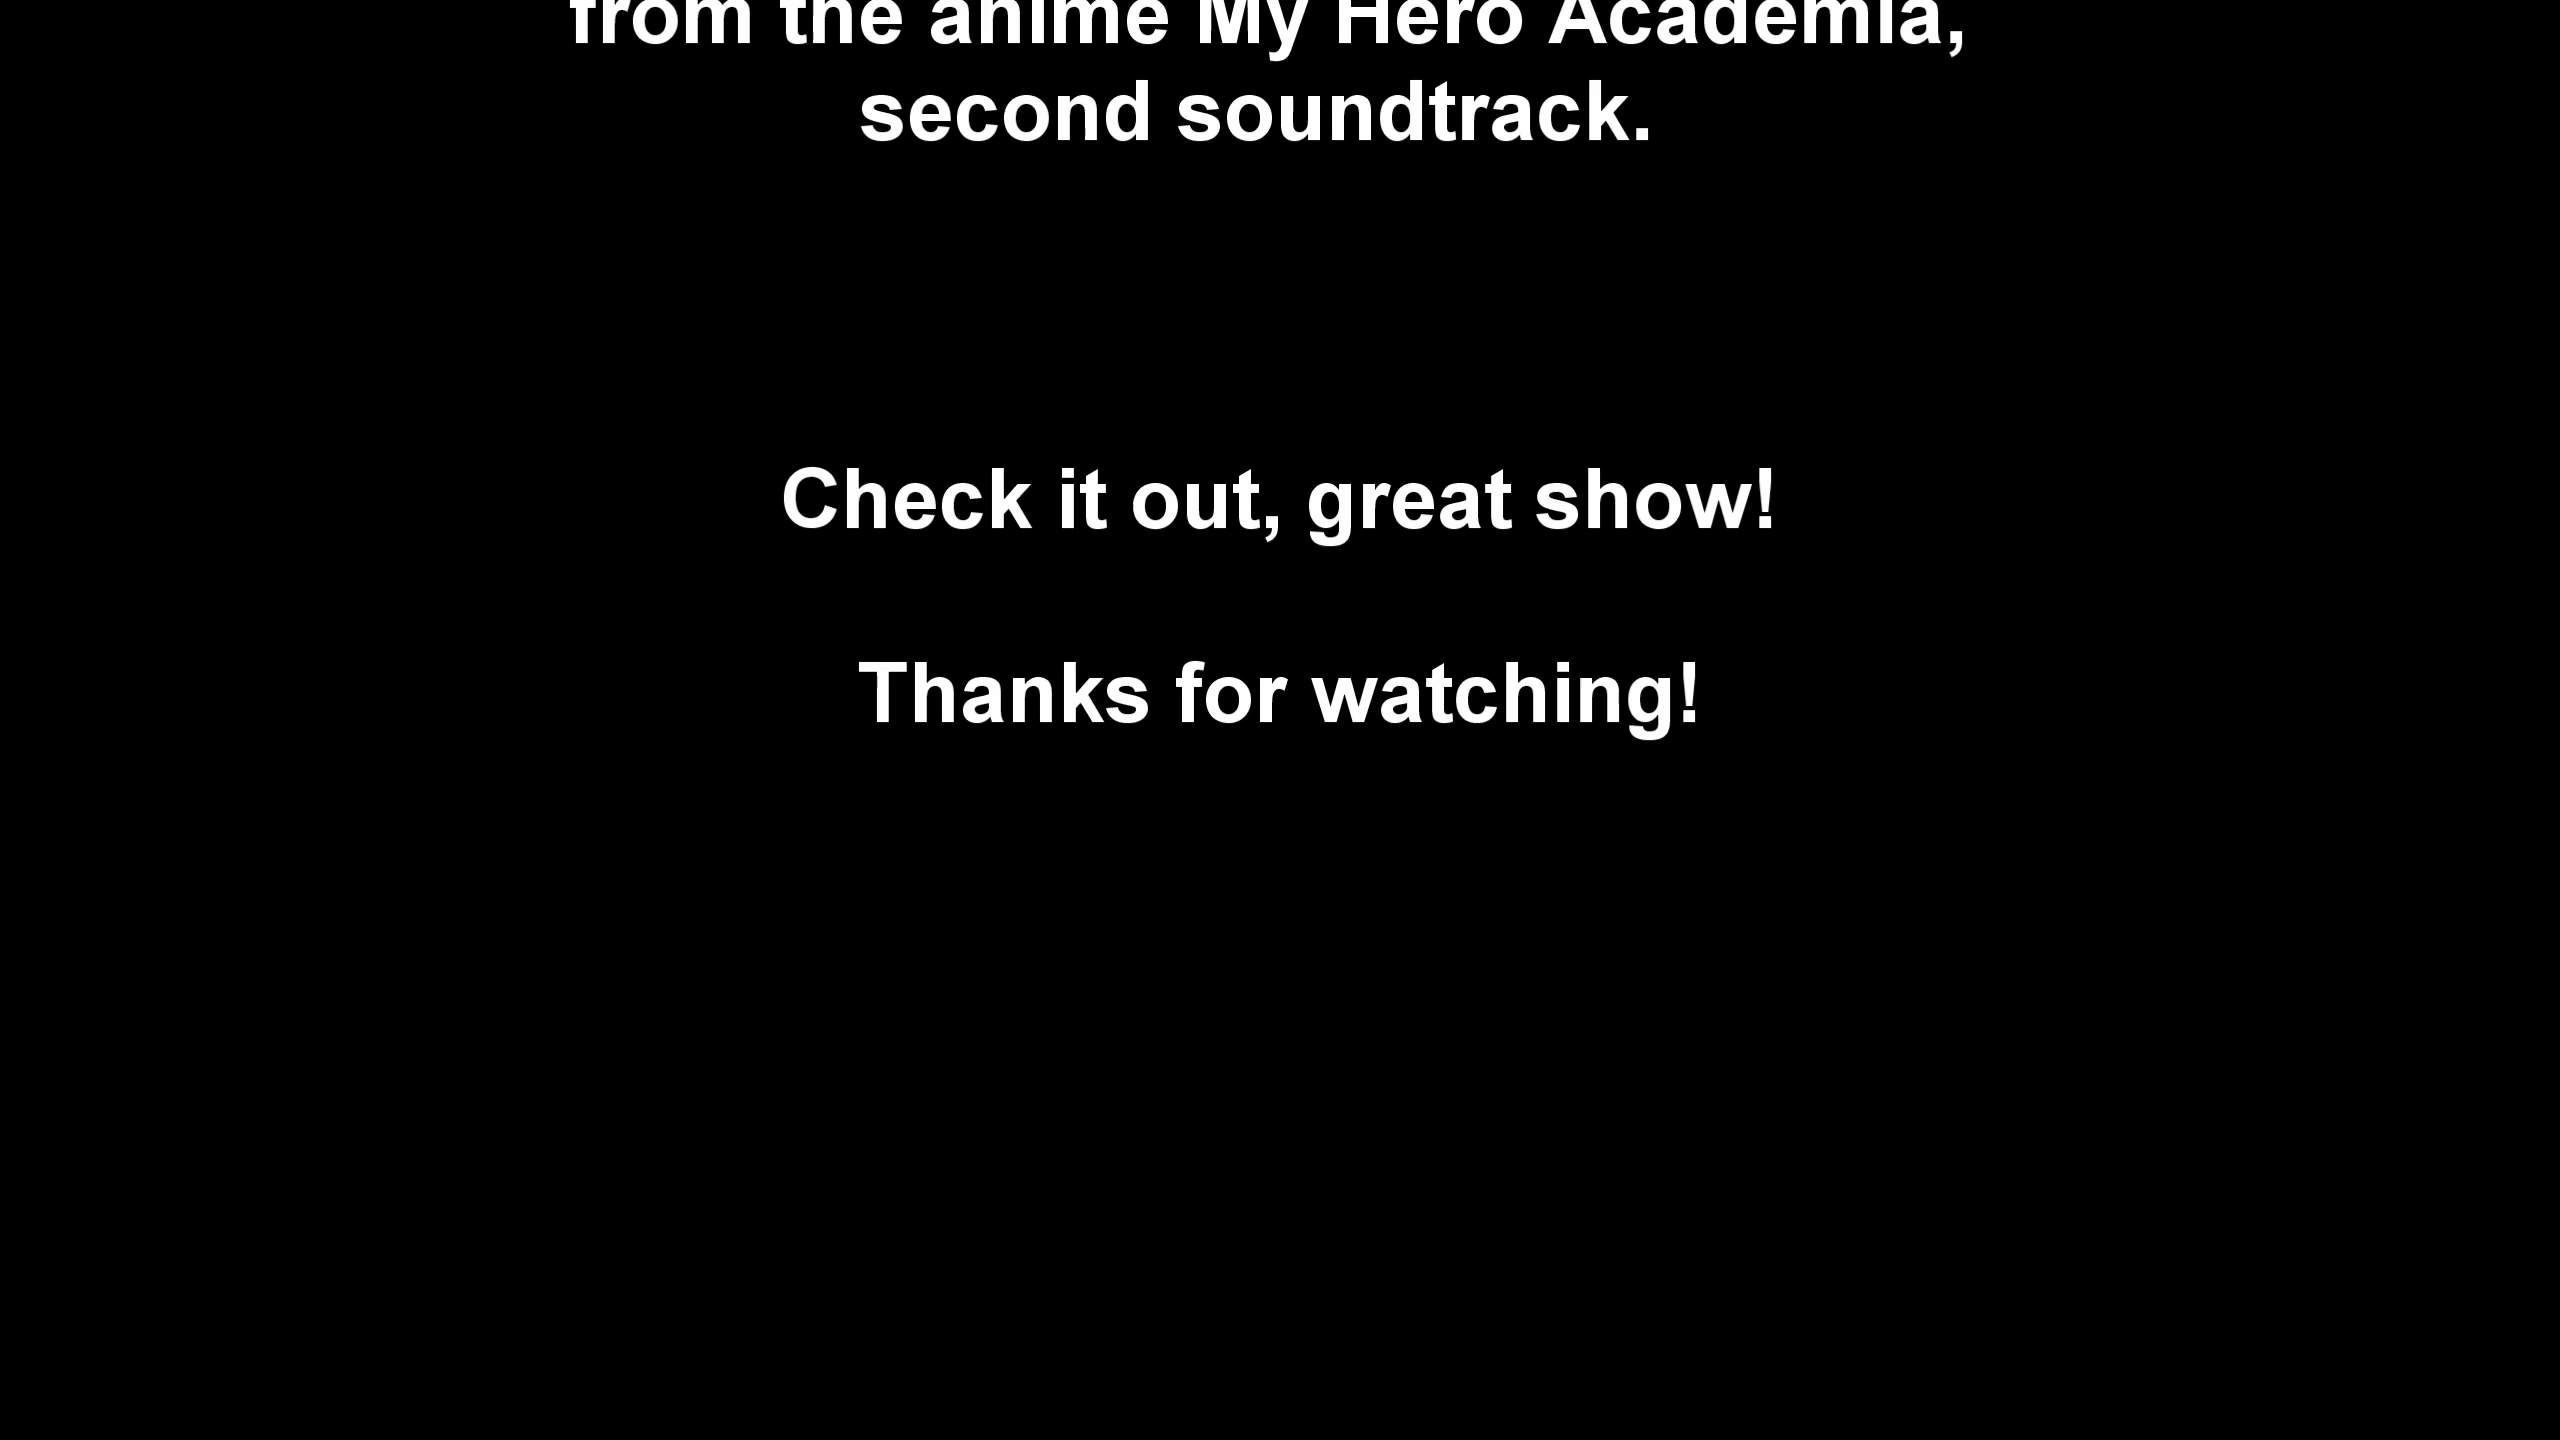 from the anime My Hero Academia,
second soundtrack.
Check it out, great show!
Thanks for watching!